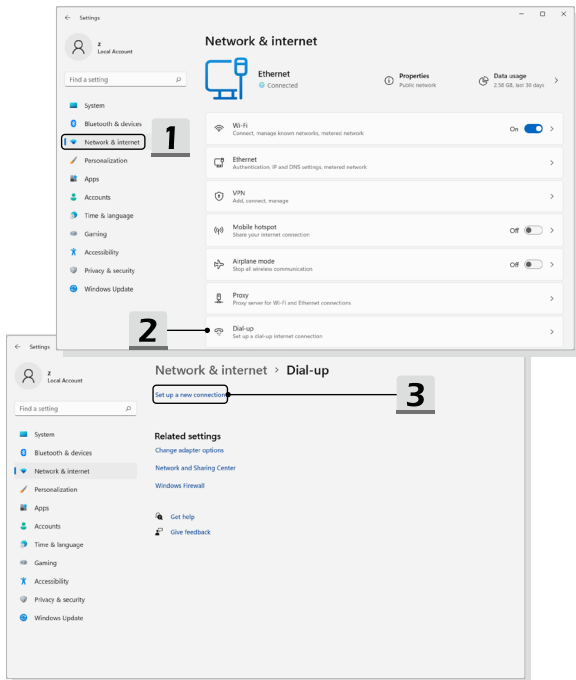 Settings
z
Local Account
Find a setting
System
Bluetooth & devices
Network & internet
Personalization
Apps
Accounts
Time & language
Gaming
Accessibility
Privacy & security
Windows Update
1
Network & internet
Ethernet
Connected
Properties
Public network
Data usage
2.58 GB, last 30 days
Wi-Fi
Connect, manage known networks, metered network
On
Ethernet
Authentication, IP and DNS settings, metered network
VPN
Add, connect, manage
Mobile hotspot
Share your internet connection
Off
Airplane mode
Stop all wireless communication
Off
Proxy
Proxy server for Wi-Fi and Ethernet connections
2
Dial-up
Set up a dial-up internet connection
Settings
z
Local Account
Find a setting
System
Bluetooth & devices
Network & internet
Personalization
Apps
Accounts
Time & language
Gaming
Accessibility
Privacy & security
Windows Update
Network & internet > Dial-up
Set up a new connection
3
Related settings
Change adapter options
Network and Sharing Center
Windows Firewall
Get help
Give feedback